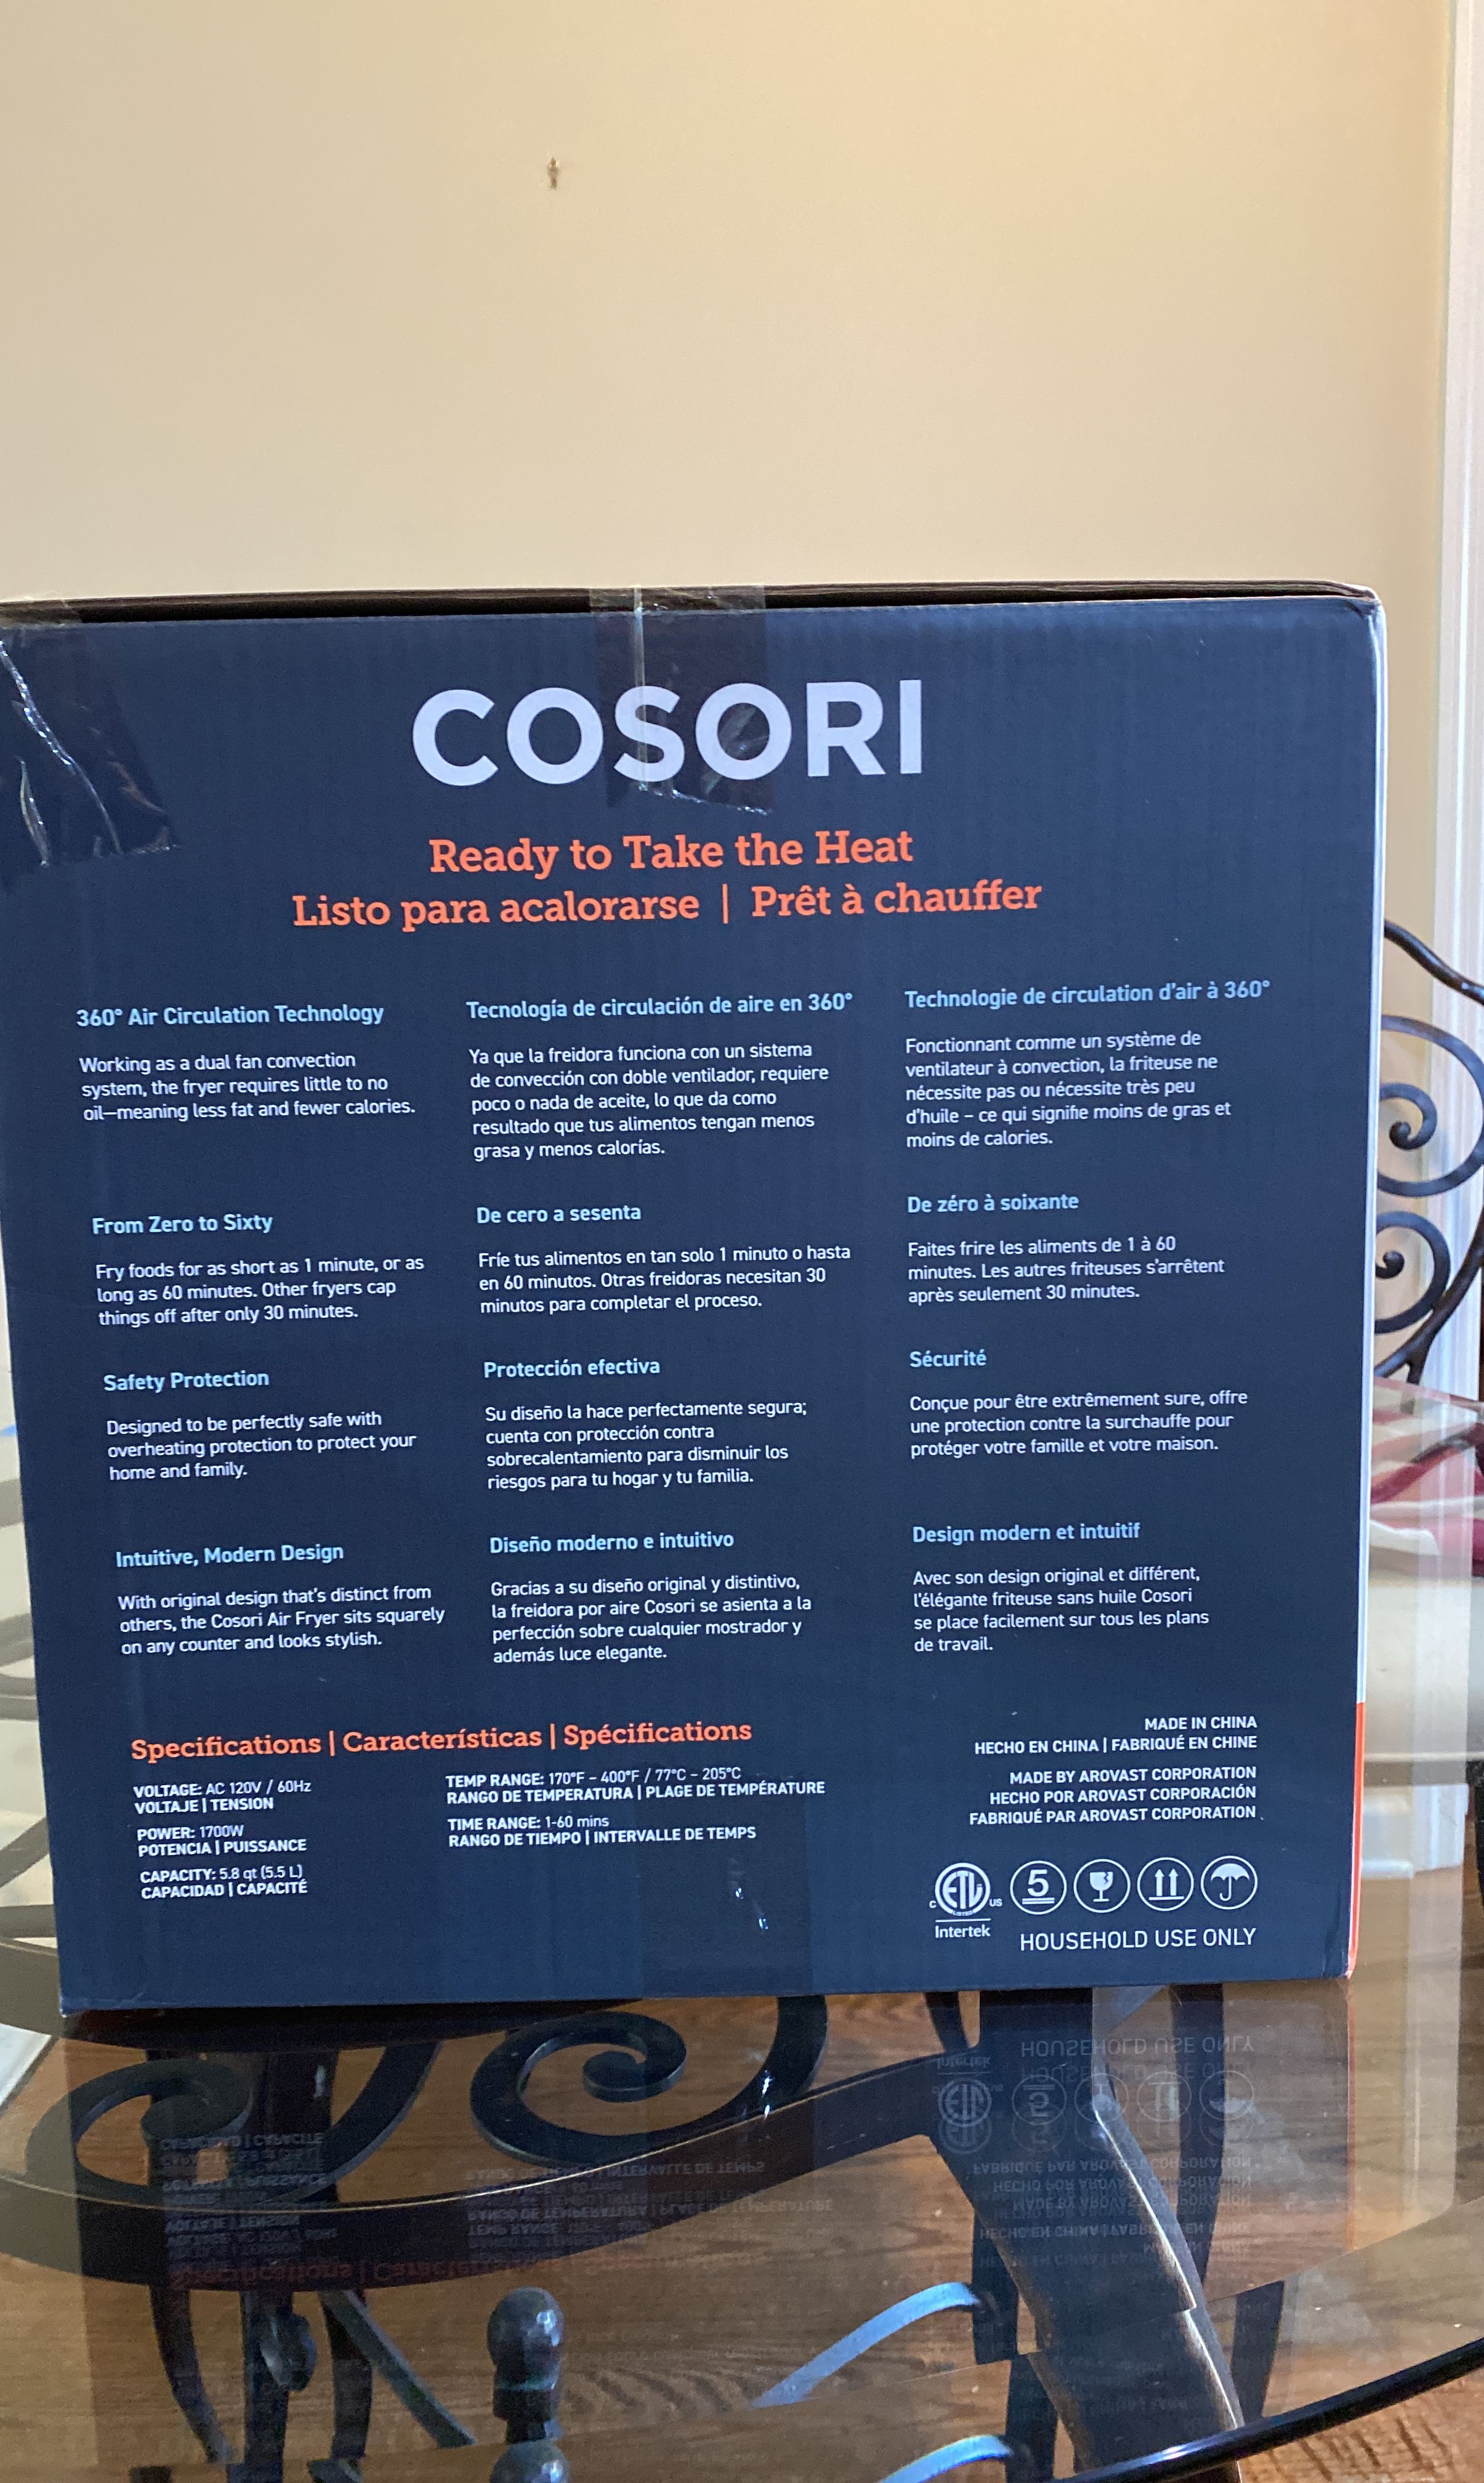 COSORI
Ready to Take the Heat
Listo para acalorarse | Prêt à chauffer
360° Air Circulation Technology
Working as a dual fan convection
system, the fryer requires little to no
oil—meaning less fat and fewer calories.
From Zero to Sixty
Fry foods for as short as 1 minute, or as
long as 60 minutes. Other fryers cap
things off after only 30 minutes.
Safety Protection
Designed to be perfectly safe with
overheating protection to protect your
home and family.
Intuitive, Modern Design
With original design that's distinct from
others, the Cosori Air Fryer sits squarely
on any counter and looks stylish.
Tecnología de circulación de aire en 360°
Ya que la freidora funciona con un sistema
de convección con doble ventilador, requiere
poco o nada de aceite, lo que da como
resultado que tus alimentos tengan menos
grasa y menos calorías.
De cero a sesenta
Fríe tus alimentos en tan solo 1 minuto o hasta
en 60 minutos. Otras freidoras necesitan 30
minutos para completar el proceso.
Protección efectiva
Su diseño la hace perfectamente segura;
cuenta con protección contra
sobrecalentamiento para disminuir los
riesgos para tu hogar y tu familia.
Diseño moderno e intuitivo
Gracias a su diseño original y distintivo,
la freidora por aire Cosori se asienta a la
perfección sobre cualquier mostrador y
además luce elegante.
Technologie de circulation d'air à 360°
Fonctionnant comme un système de
ventilateur à convection, la friteuse ne
nécessite pas ou nécessite très peu
d'huile – ce qui signifie moins de gras et
moins de calories.
De zéro à soixante
Faites frire les aliments de 1 à 60
minutes. Les autres friteuses s'arrêtent
après seulement 30 minutes.
Sécurité
Conçue pour être extrêmement sure, offre
une protection contre la surchauffe pour
protéger votre famille et votre maison.
Design modern et intuitif
Avec son design original et différent,
l'élégante friteuse sans huile Cosori
se place facilement sur tous les plans
de travail.
Specifications | Características | Spécifications
VOLTAGE: AC 120V / 60Hz
VOLTAJE | TENSION
POWER: 1700W
POTENCIA | PUISSANCE
CAPACITY: 5.8 qt (5.5 L)
CAPACIDAD | CAPACITÉ
TEMP RANGE: 170°F – 400°F / 77°C – 205°C
RANGO DE TEMPERATURA | PLAGE DE TEMPÉRATURE
TIME RANGE: 1-60 mins
RANGO DE TIEMPO | INTERVALLE DE TEMPS
MADE IN CHINA
HECHO EN CHINA | FABRIQUÉ EN CHINE
MADE BY AROVAST CORPORATION
HECHO POR AROVAST CORPORACIÓN
FABRIQUÉ PAR AROVAST CORPORATION
C ETL US
LISTED
Intertek
5
HOUSEHOLD USE ONLY